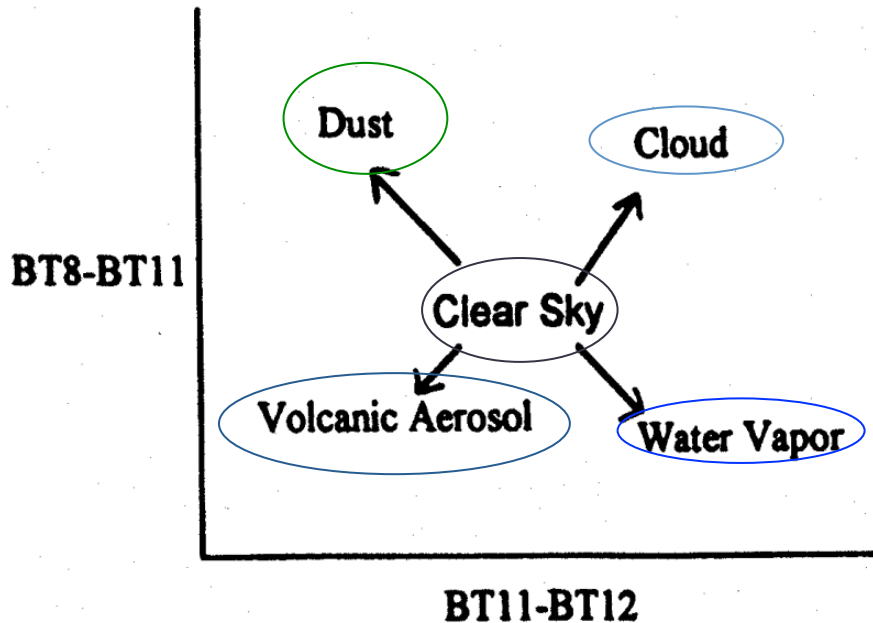 Dust
Cloud
BT8-BT11
Clear Sky
Volcanic Aerosol
Water Vapor
BT11-BT12